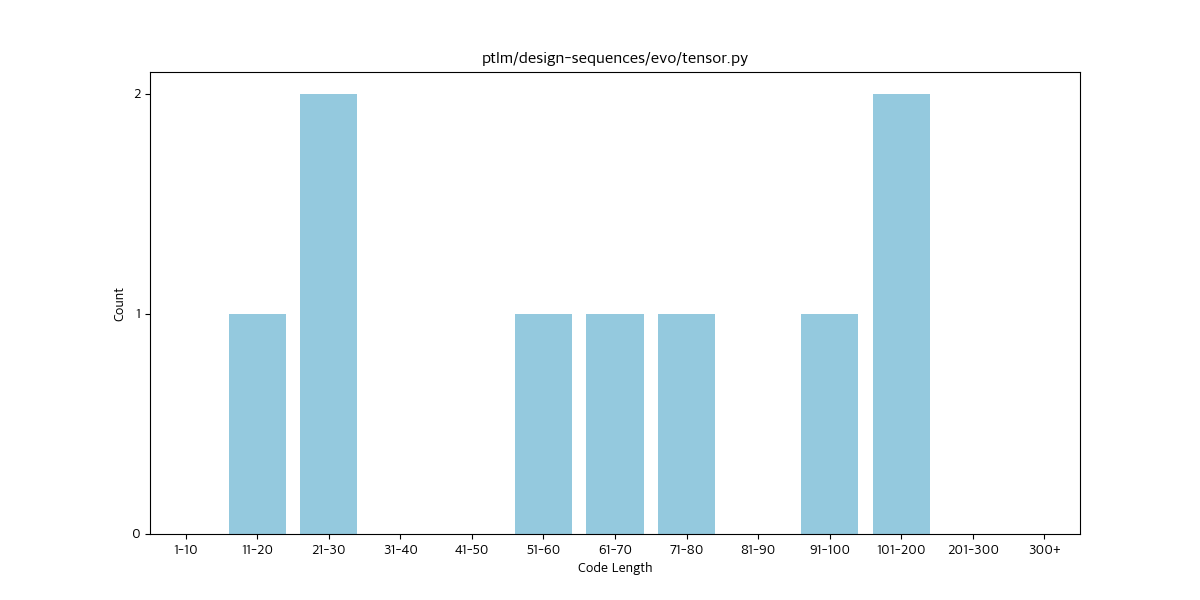 ptlm/design-sequences/evo/tensor.py
2
1
0
Count
1-10 11-20 21-30 31-40 41-50 51-60 61-70 71-80 81-90 91-100 101-200 201-300 300+
Code Length